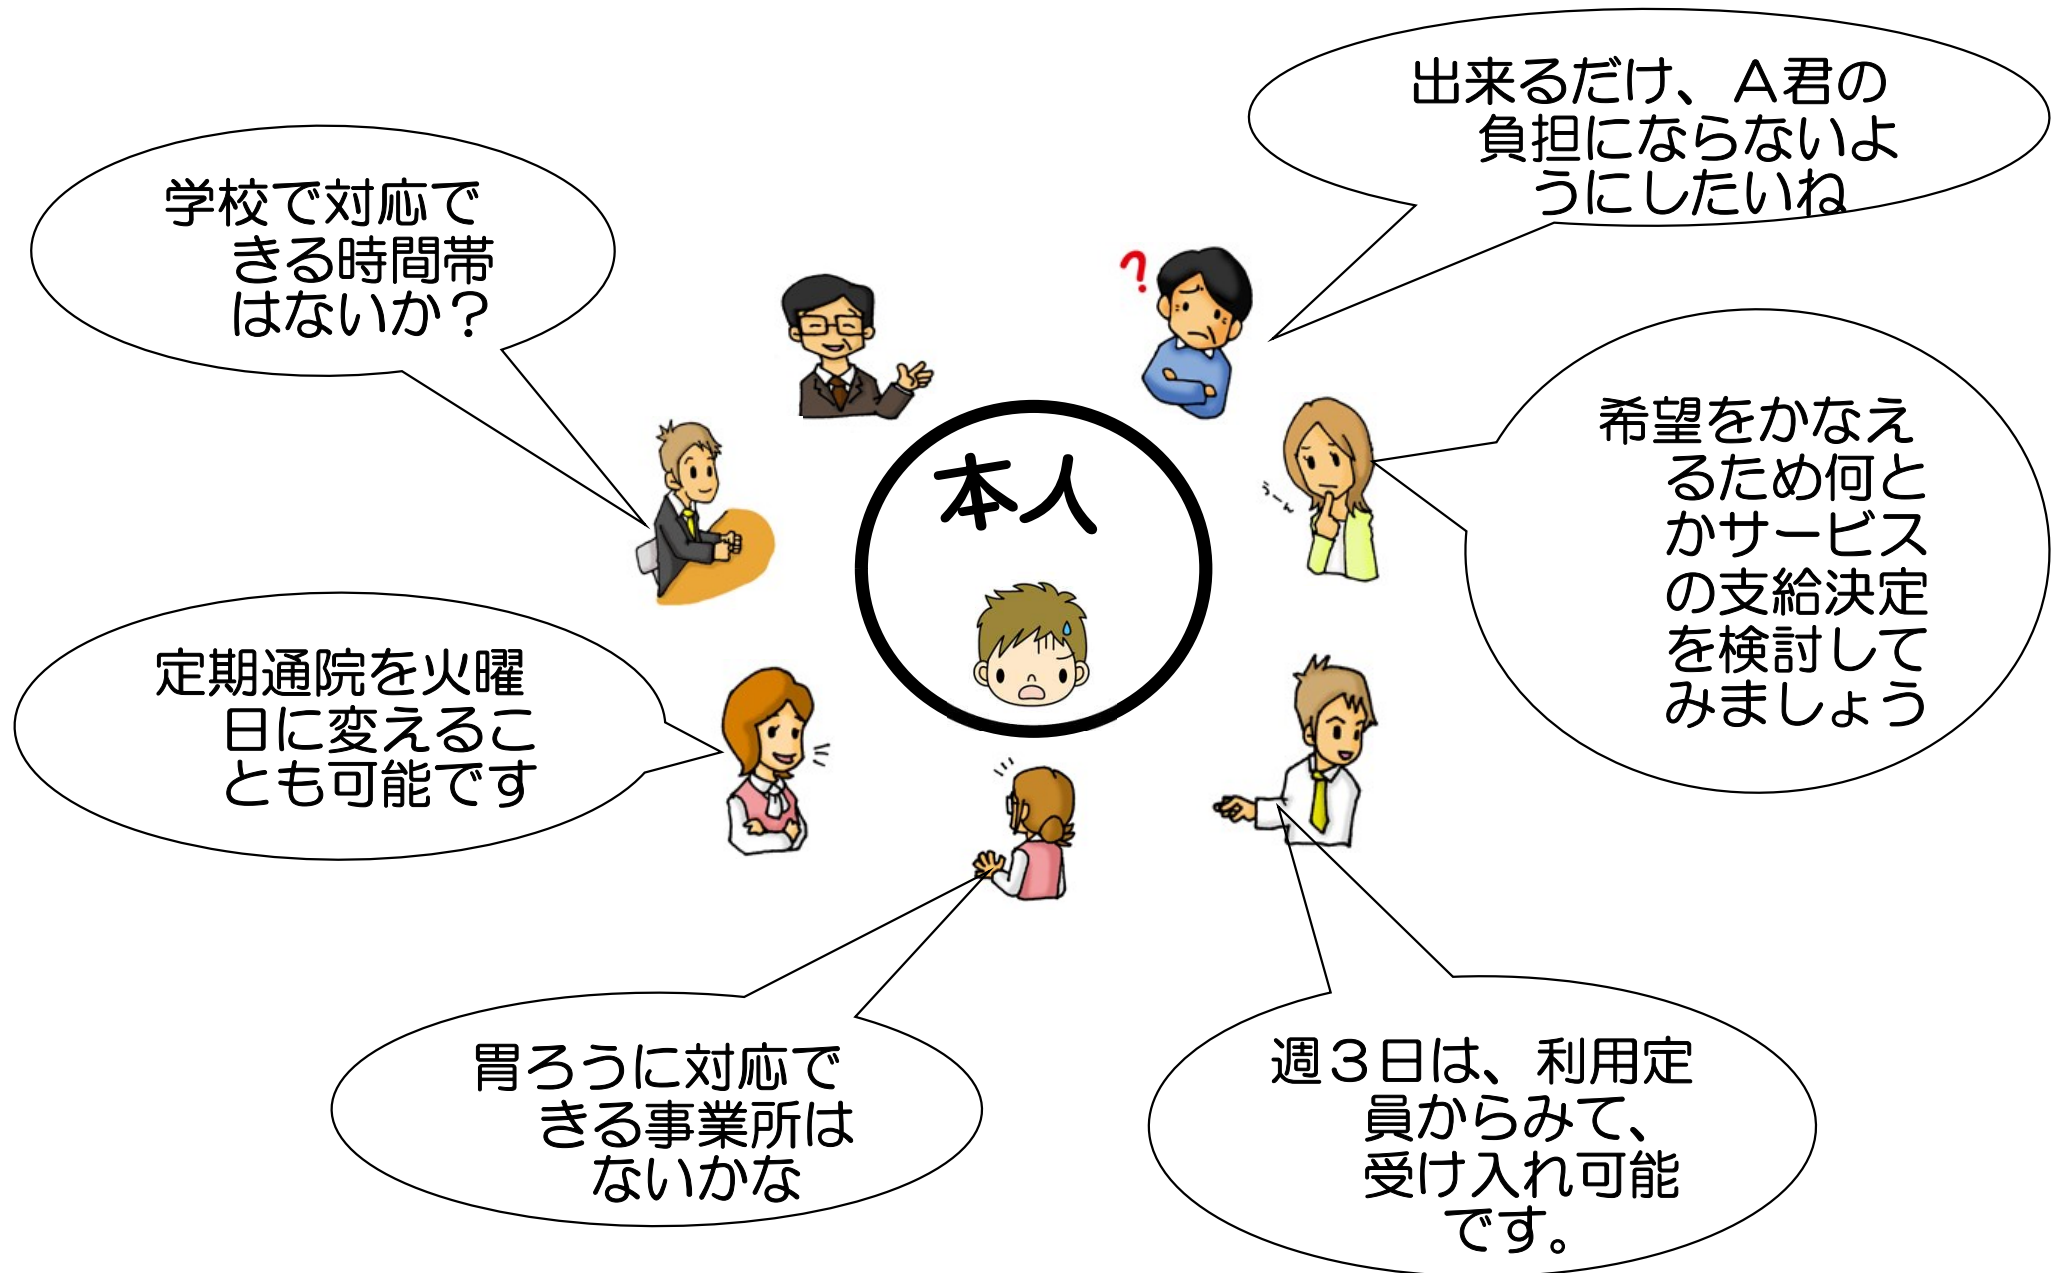 出来るだけ、Ａ君の
負担にならないよ
うにしたいね
学校で対応で
きる時間帯
はないか？
希望をかなえ
るため何と
かサービス
の支給決定
を検討して
みましょう
本人
うーん
定期通院を火曜
日に変えるこ
とも可能です
胃ろうに対応で
きる事業所は
ないかな
週３日は、利用定
員からみて、
受け入れ可能
です。